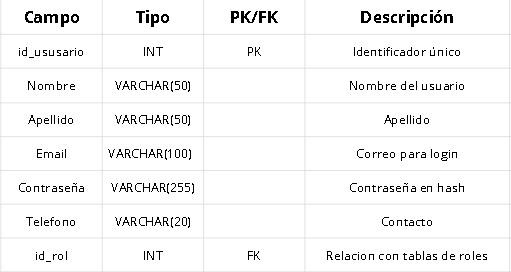 Campo Tipo PK/FK Descripción
id_ususario INT PK Identificador único
Nombre VARCHAR(50) Nombre del usuario
Apellido VARCHAR(50) Apellido
Email VARCHAR(100) Correo para login
Contraseña VARCHAR(255) Contraseña en hash
Telefono VARCHAR(20) Contacto
id_rol INT FK Relacion con tablas de roles